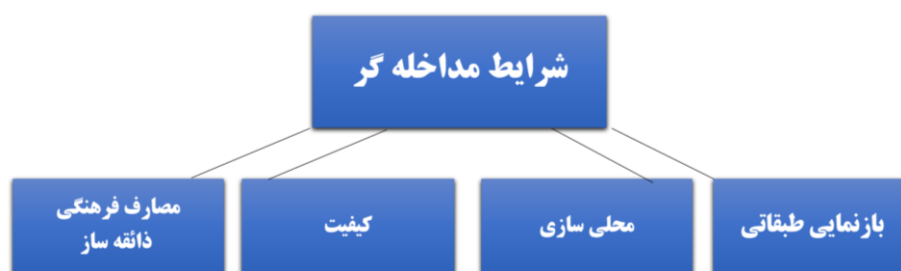 شرایط مداخله گر
بازنمایی طبقاتی
محلی سازی
کیفیت
مصارف فرهنگی
ذائقه ساز